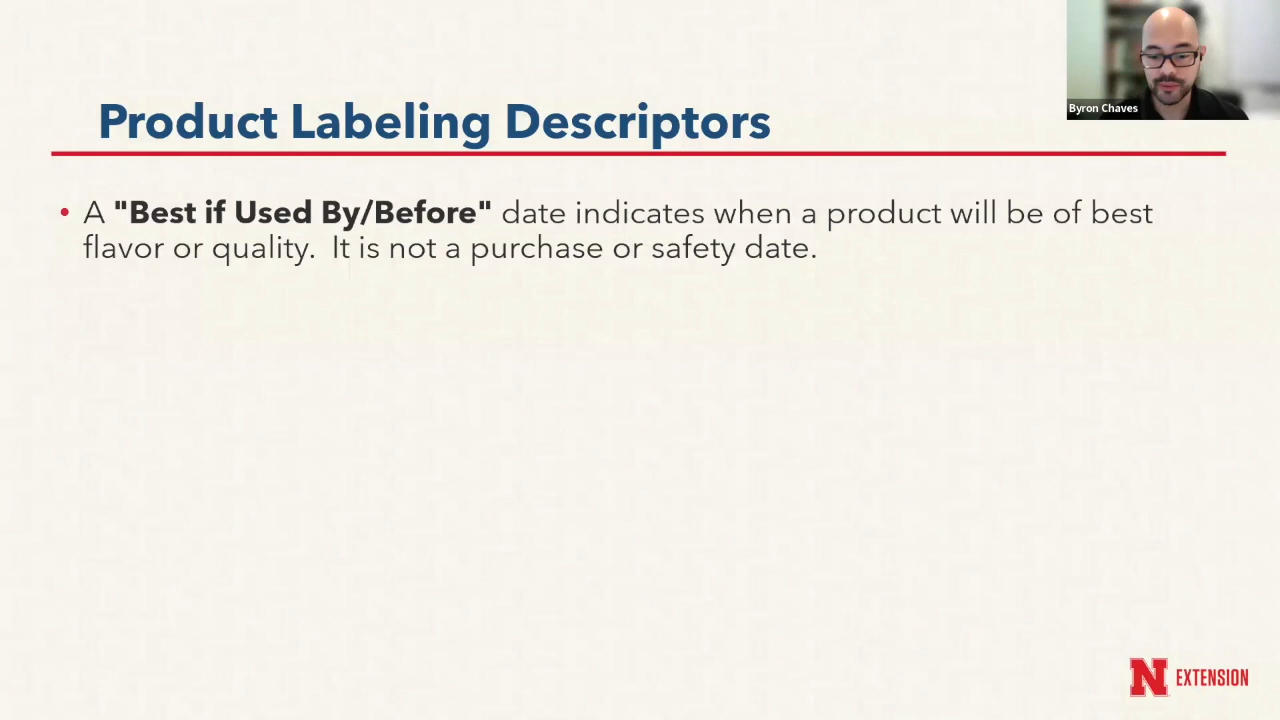 Byron Chaves
Product Labeling Descriptors
• A "Best if Used By/Before" date indicates when a product will be of best
flavor or quality.  It is not a purchase or safety date.
N EXTENSION